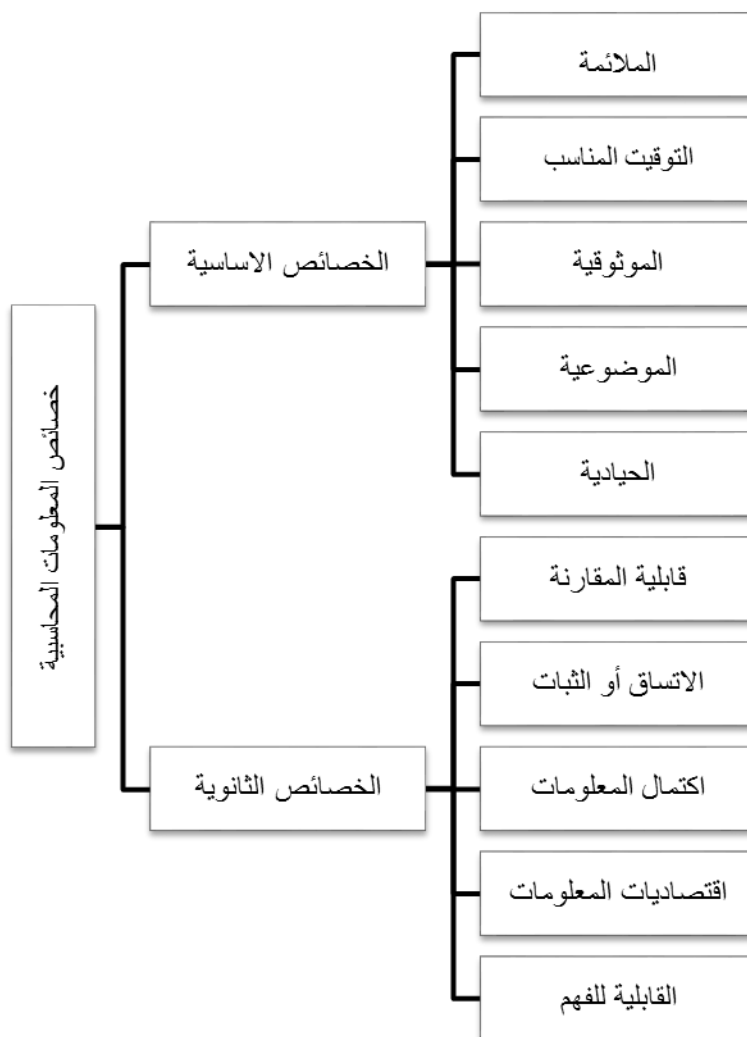 خصائص المعلومات المحاسبية
الخصائص الاساسية
الملائمة
التوقيت المناسب
الموثوقية
الموضوعية
الحيادية
الخصائص الثانوية
قابلية المقارنة
الاتساق أو الثبات
اكتمال المعلومات
اقتصاديات المعلومات
القابلية للفهم